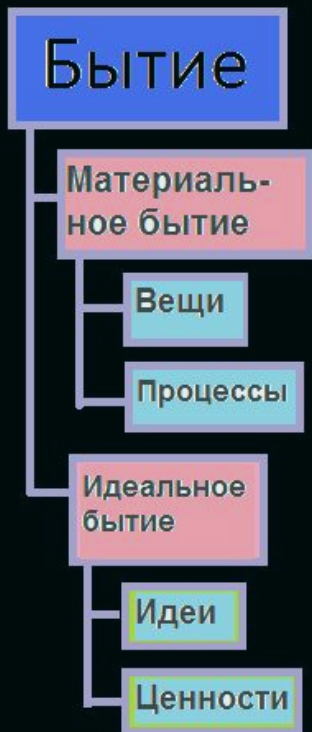 Бытие
Материаль-
ное бытие
Вещи
Процессы
Идеальное
бытие
Идеи
Ценности